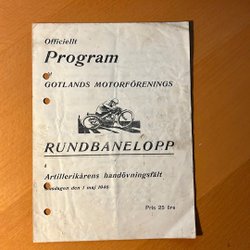 Officiellt
Program
GOTLANDS MOTORFÖRENINGS
RUNDBANELOPP
Artillerikårens handövningsfält
den 1 maj 1946
Pris 25 öre